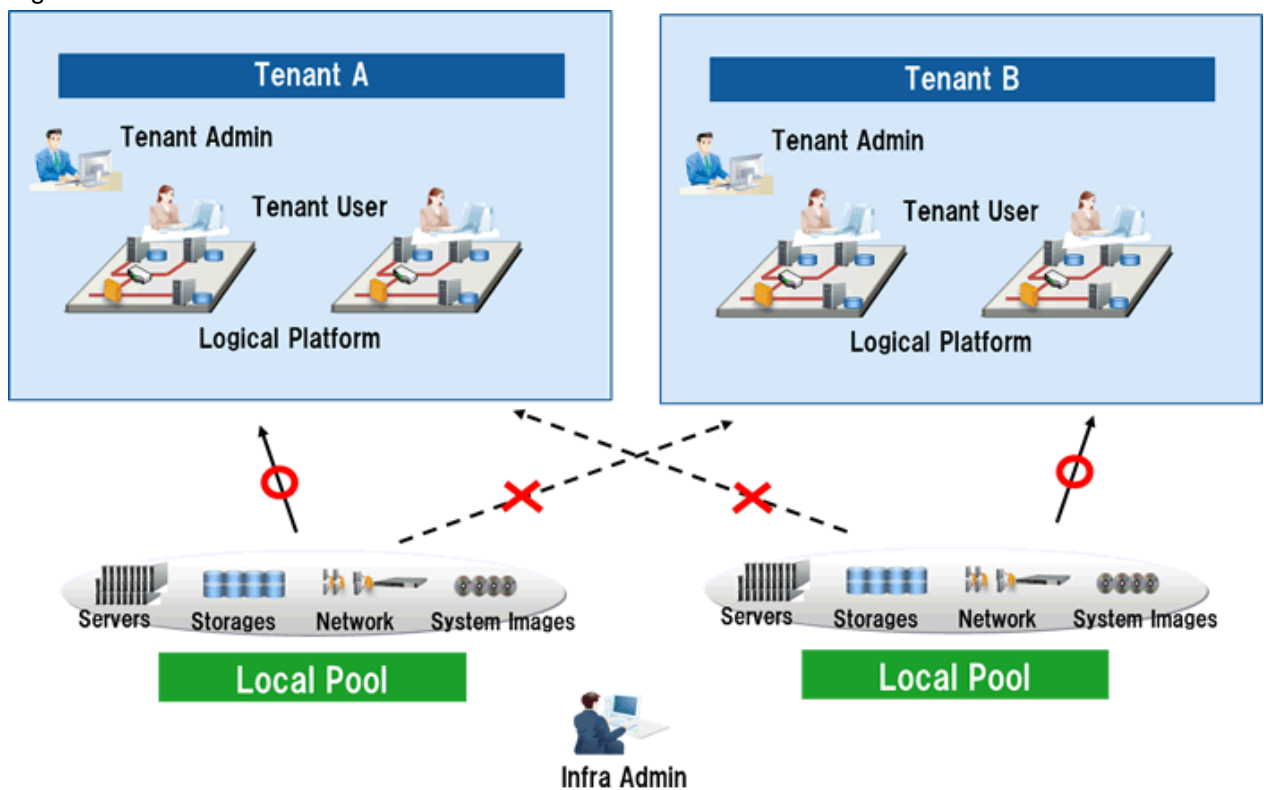 Tenant A
Tenant B
Tenant Admin
Tenant Admin
Tenant User
Tenant User
Logical Platform
Logical Platform
Servers
Storages
Network
System Images
Servers
Storages
Network
System Images
Local Pool
Local Pool
Infra Admin